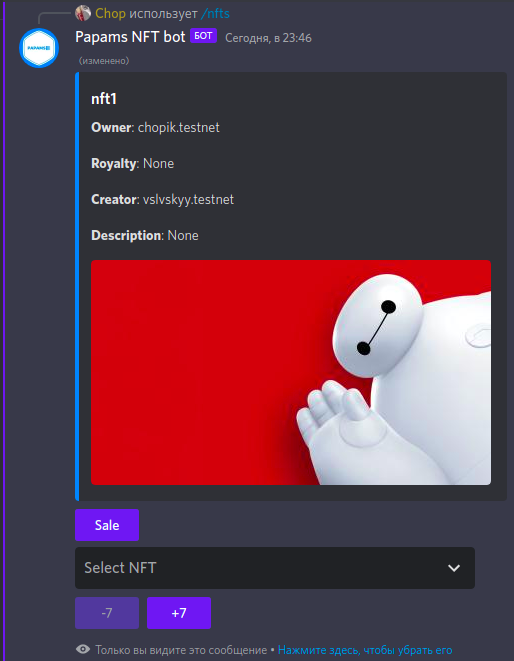 Chop использует /nfts
PAPAMS
Papams NFT bot БОТ Сегодня, в 23:46
(изменено)
nft1
Owner: chopik.testnet
Royalty: None
Creator: vslvskyy.testnet
Description: None
Sale
Select NFT
-7 +7
Только вы видите это сообщение • Нажмите здесь, чтобы убрать его